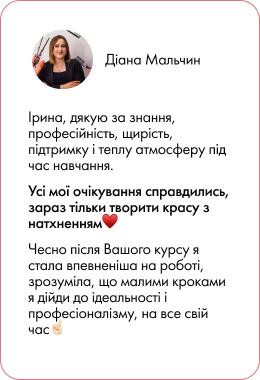 Діана Мальчин
Ірина, дякую за знання,
професійність, щирість,
підтримку і теплу атмосферу під
час навчання.
Усі мої очікування справдились,
зараз тільки творити красу з
натхненням❤️
Чесно після Вашого курсу я
стала впевненіша на роботі,
зрозуміла, що малими кроками
я дійди до ідеальності і
професіоналізму, на все свій
час☝🏻